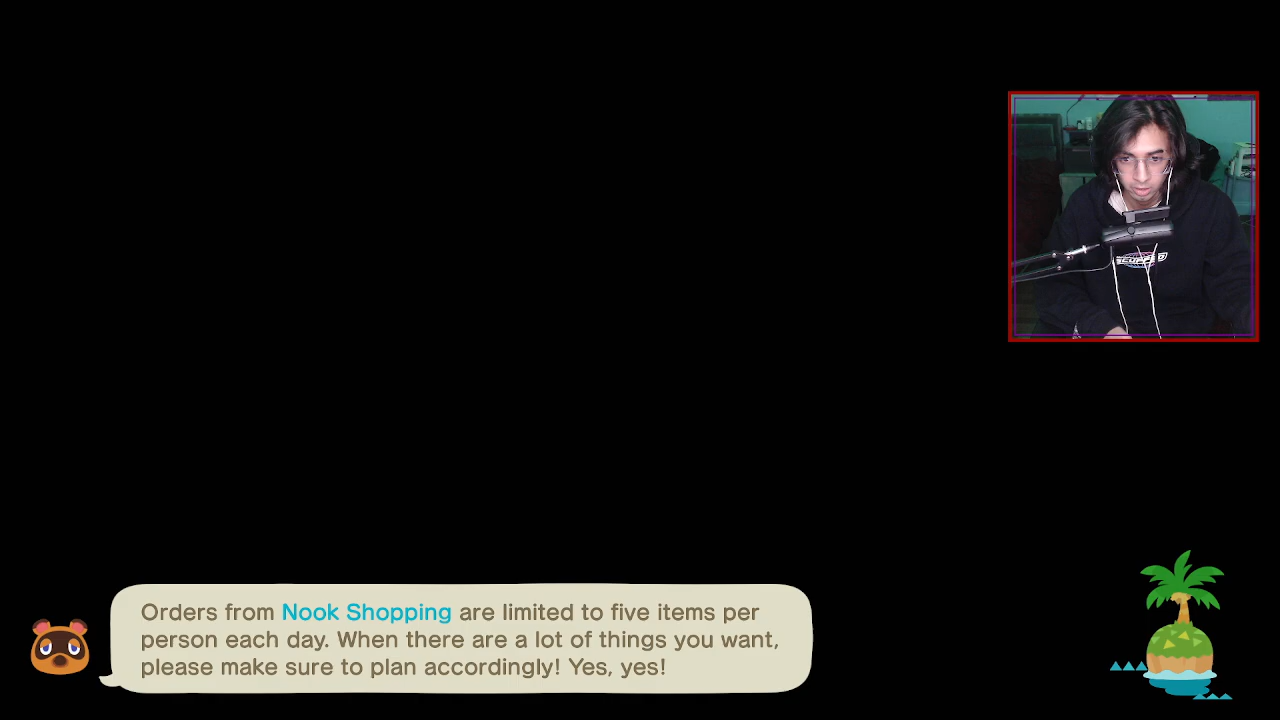 Orders from Nook Shopping are limited to five items per
person each day. When there are a lot of things you want,
please make sure to plan accordingly! Yes, yes!